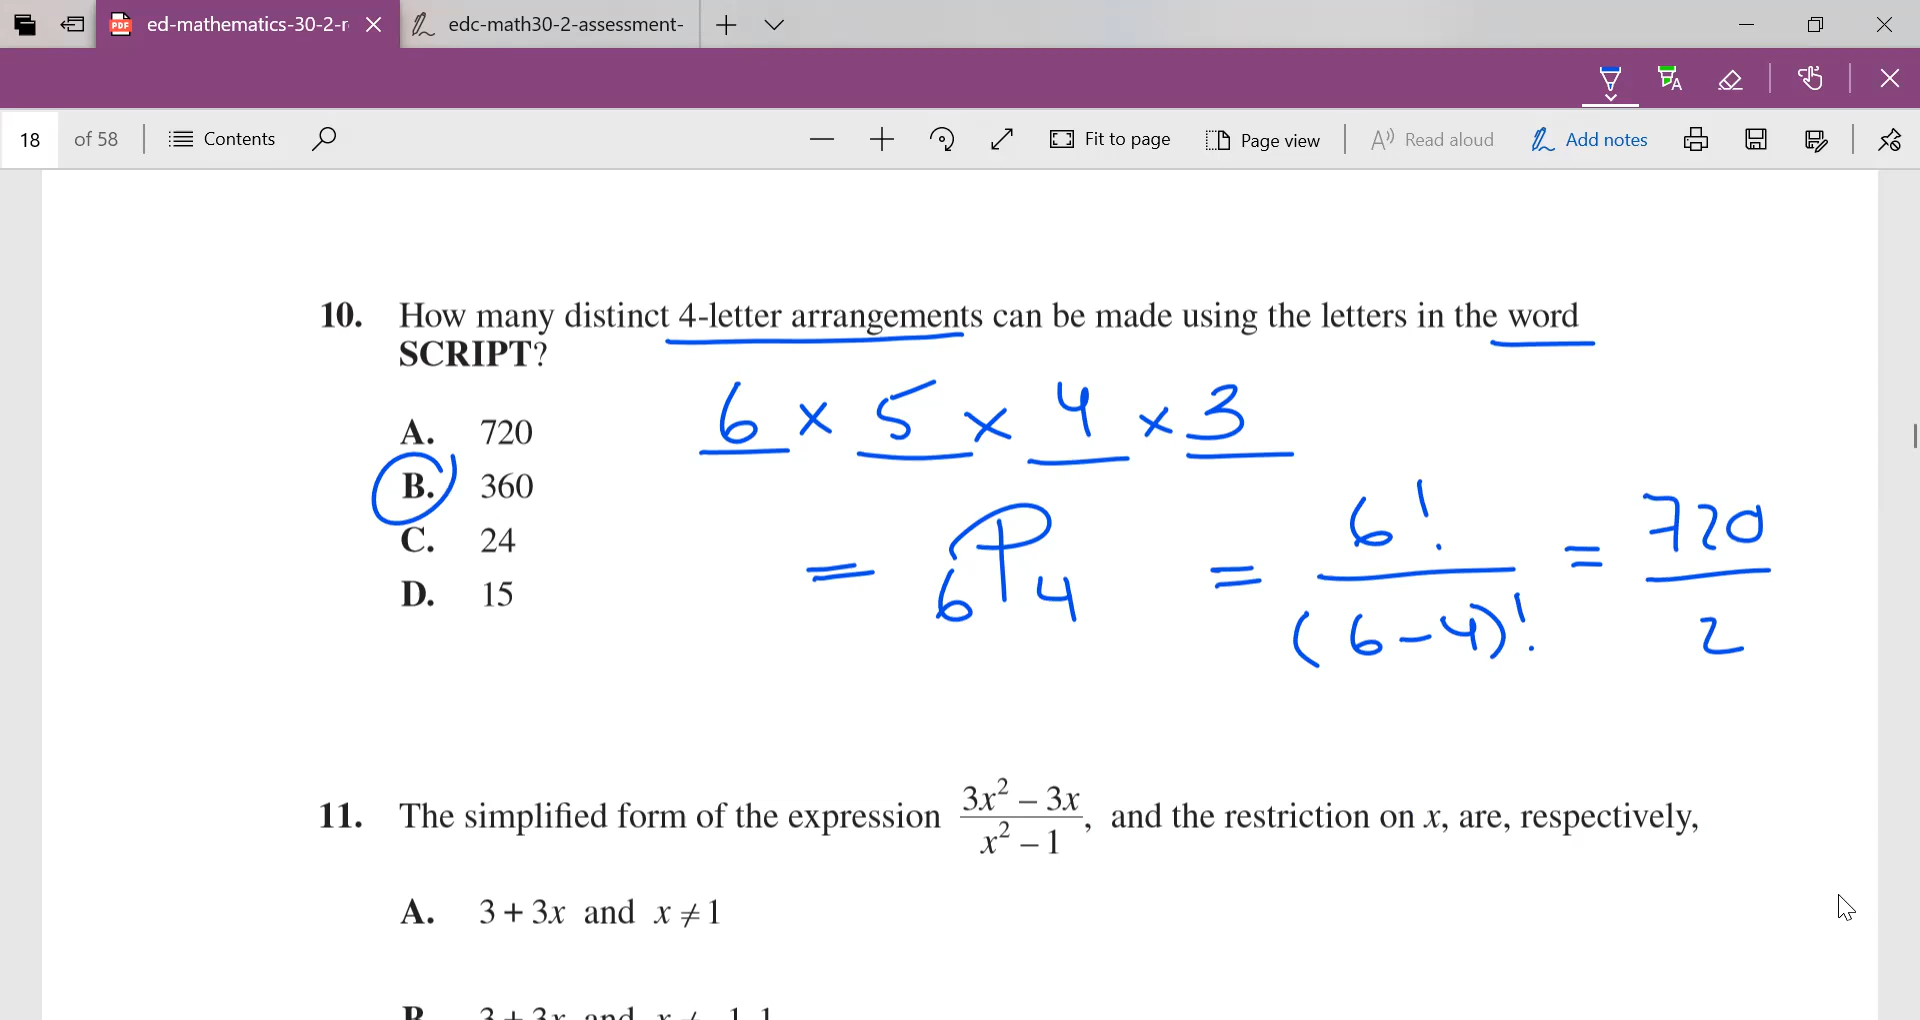 ed-mathematics-30-2-r
edc-math30-2-assessment-
18 of 58 Contents Fit to page Page view Read aloud Add notes
10. How many distinct 4-letter arrangements can be made using the letters in the word
SCRIPT?
6 × 5 × 4 × 3
A. 720
B. 360
C. 24
D. 15
= 6P4 = 6! / (6-4)! = 720 / 2
11. The simplified form of the expression (3x² − 3x) / (x² − 1), and the restriction on x, are, respectively,
A. 3 + 3x and x ≠ 1